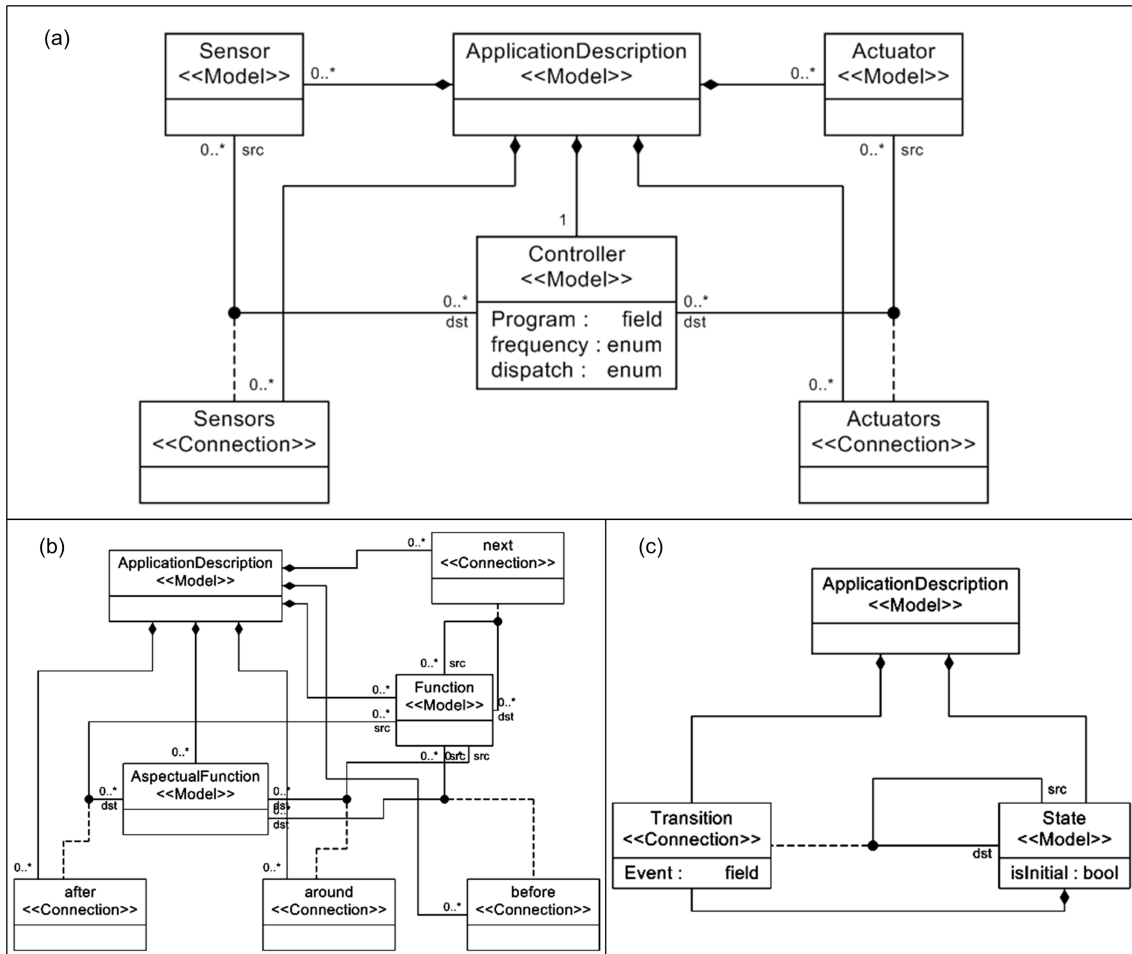 (a)
Sensor
<<Model>>
0..*
ApplicationDescription
<<Model>>
0..*
Actuator
<<Model>>
0..* src
0..* src
1
Controller
<<Model>>
Program : field
frequency : enum
dispatch : enum
0..*
dst
0..*
dst
0..*
Sensors
<<Connection>>
0..*
Actuators
<<Connection>>
(b)
ApplicationDescription
<<Model>>
0..*
next
<<Connection>>
0..* src
0..*
Function
<<Model>>
0..*
dst
0..*
src
0..*
0..*
src
src
0..*
AspectualFunction
<<Model>>
0..*
dst
0..*
dst
0..*
dst
0..*
after
<<Connection>>
0..*
around
<<Connection>>
0..*
before
<<Connection>>
(c)
ApplicationDescription
<<Model>>
src
dst
Transition
<<Connection>>
Event : field
State
<<Model>>
isInitial : bool